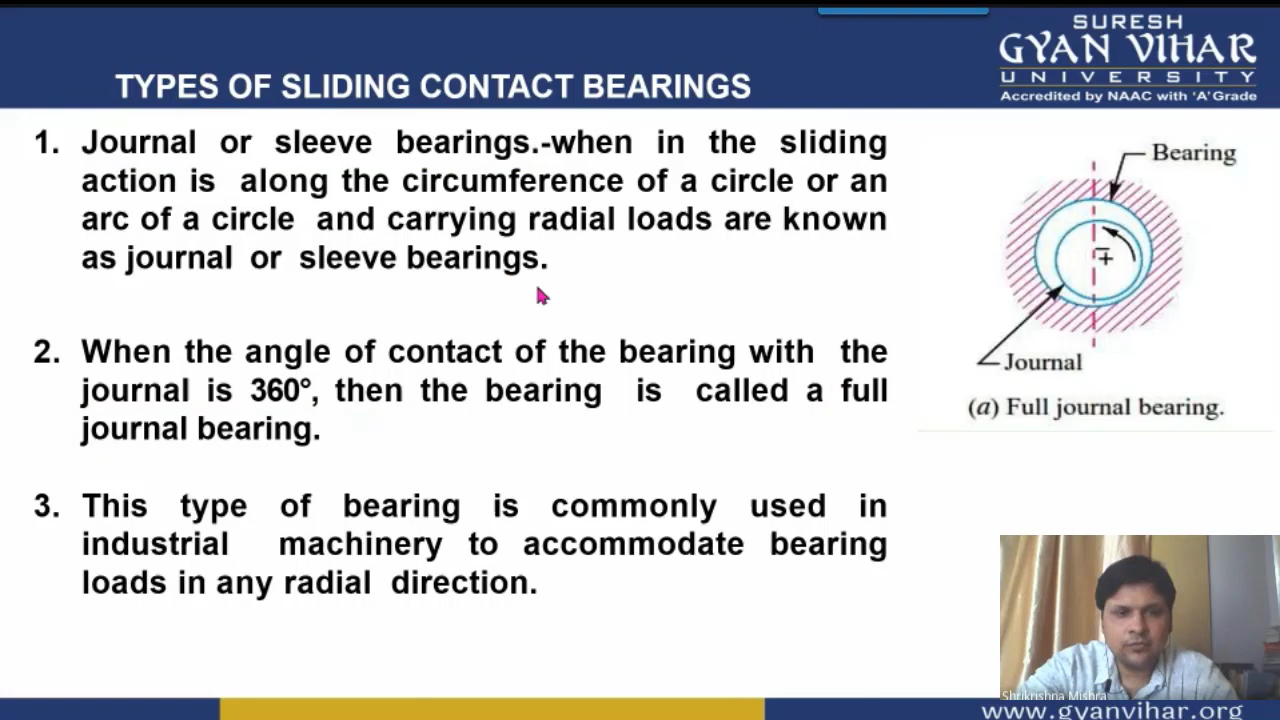 SURESH
GYAN VIHAR
UNIVERSITY
Accredited by NAAC with 'A' Grade
TYPES OF SLIDING CONTACT BEARINGS
1. Journal or sleeve bearings.-when in the sliding
action is along the circumference of a circle or an
arc of a circle and carrying radial loads are known
as journal or sleeve bearings.
2. When the angle of contact of the bearing with the
journal is 360°, then the bearing is called a full
journal bearing.
3. This type of bearing is commonly used in
industrial machinery to accommodate bearing
loads in any radial direction.
Bearing
Journal
(a) Full journal bearing.
Shrikrishna Mishra
www.gyanvihar.org